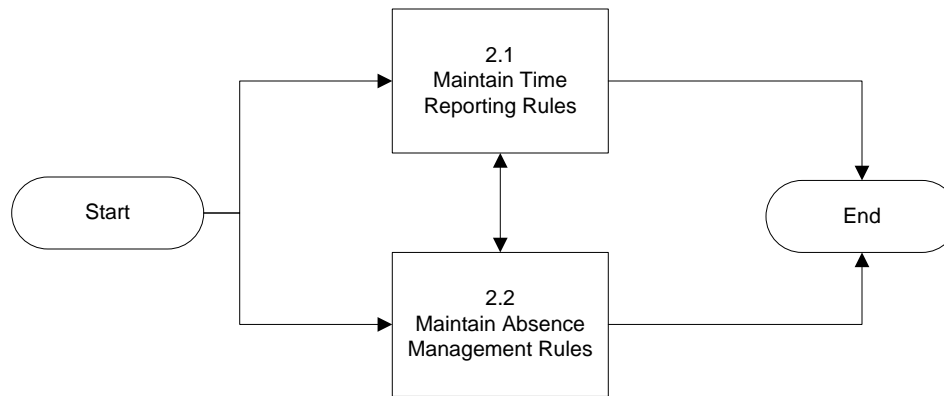 2.1
Maintain Time
Reporting Rules
Start
End
2.2
Maintain Absence
Management Rules